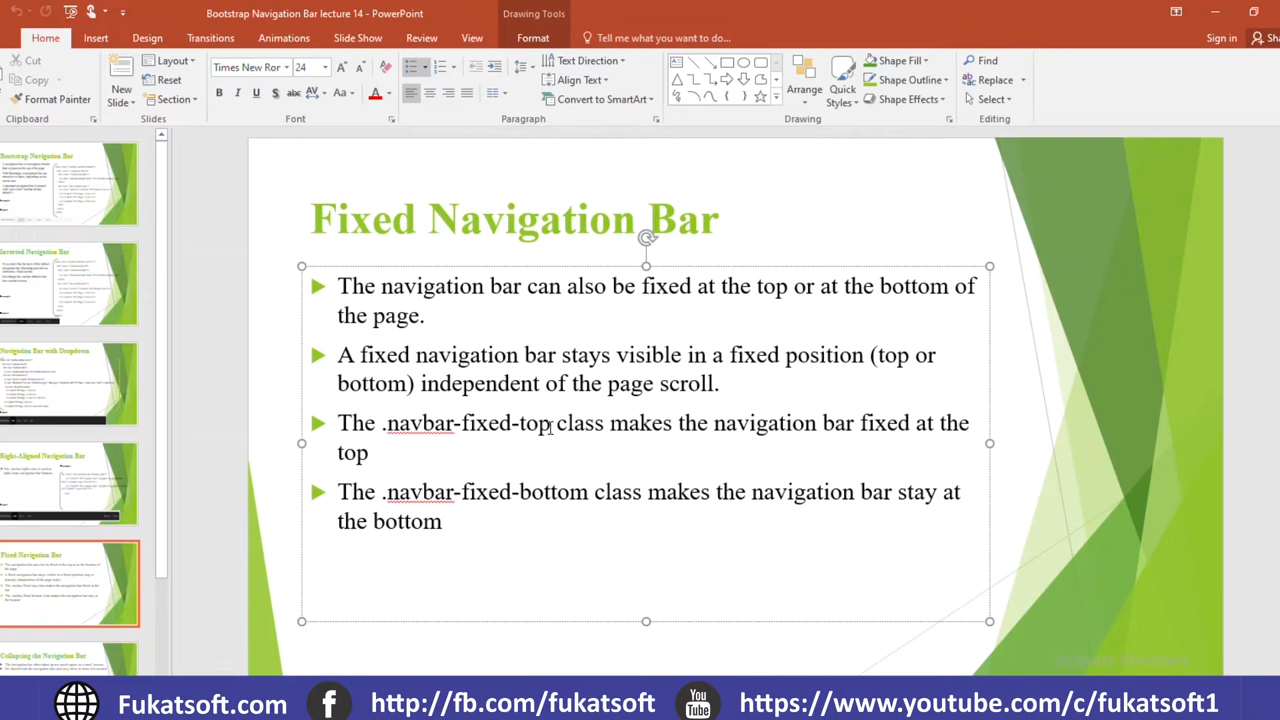 Bootstrap Navigation Bar lecture 14 - PowerPoint
Drawing Tools
Home Insert Design Transitions Animations Slide Show Review View Format Tell me what you want to do... Sign in Sha
Cut
Copy
Format Painter
Clipboard
New Slide
Layout
Reset
Section
Slides
Times New Ror 24
Font
Text Direction
Align Text
Convert to SmartArt
Paragraph
Arrange
Quick Styles
Shape Fill
Shape Outline
Shape Effects
Drawing
Find
Replace
Select
Editing
Bootstrap Navigation Bar
Inverted Navigation Bar
Navigation Bar with Dropdown
Right-Aligned Navigation Bar
Fixed Navigation Bar
Collapsing the Navigation Bar
Fixed Navigation Bar
The navigation bar can also be fixed at the top or at the bottom of
the page.
A fixed navigation bar stays visible in a fixed position (top or
bottom) independent of the page scroll.
The .navbar-fixed-top class makes the navigation bar fixed at the
top
The .navbar-fixed-bottom class makes the navigation bar stay at
the bottom
Activate Windows
Fukatsoft.com http://fb.com/fukatsoft You Tube https://www.youtube.com/c/fukatsoft1